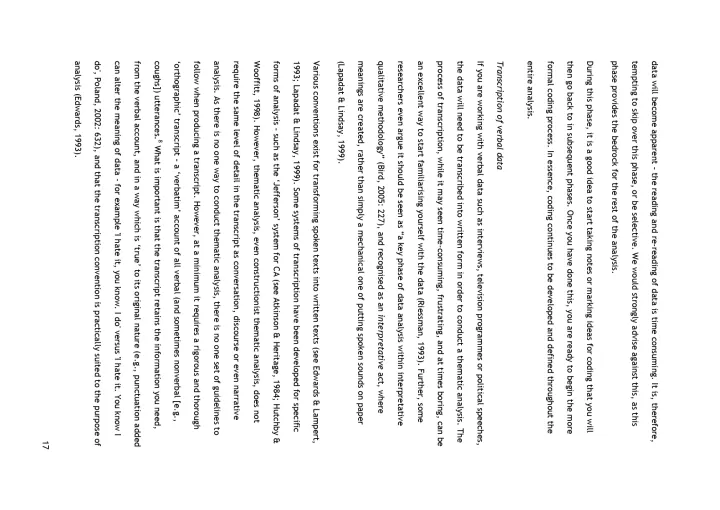 data will become apparent - the reading and re-reading of data is time consuming. It is, therefore,
tempting to skip over this phase, or be selective. We would strongly advise against this, as this
phase provides the bedrock for the rest of the analysis.
During this phase, it is a good idea to start taking notes or marking ideas for coding that you will
then go back to in subsequent phases. Once you have done this, you are ready to begin the more
formal coding process. In essence, coding continues to be developed and defined throughout the
entire analysis.
Transcription of verbal data
If you are working with verbal data such as interviews, television programmes or political speeches,
the data will need to be transcribed into written form in order to conduct a thematic analysis. The
process of transcription, while it may seen time-consuming, frustrating, and at times boring, can be
an excellent way to start familiarising yourself with the data (Riessman, 1993). Further, some
researchers even argue it should be seen as “a key phase of data analysis within interpretative
qualitative methodology” (Bird, 2005: 227), and recognised as an interpretative act, where
meanings are created, rather than simply a mechanical one of putting spoken sounds on paper
(Lapadat & Lindsay, 1999).
Various conventions exist for transforming spoken texts into written texts (see Edwards & Lampert,
1993; Lapadat & Lindsay, 1999). Some systems of transcription have been developed for specific
forms of analysis - such as the ‘Jefferson’ system for CA (see Atkinson & Heritage, 1984; Hutchby &
Wooffitt, 1998). However, thematic analysis, even constructionist thematic analysis, does not
require the same level of detail in the transcript as conversation, discourse or even narrative
analysis. As there is no one way to conduct thematic analysis, there is no one set of guidelines to
follow when producing a transcript. However, at a minimum it requires a rigorous and thorough
‘orthographic’ transcript - a ‘verbatim’ account of all verbal (and sometimes nonverbal [e.g.,
coughs]) utterances.8 What is important is that the transcript retains the information you need,
from the verbal account, and in a way which is ‘true’ to its original nature (e.g., punctuation added
can alter the meaning of data - for example 'I hate it, you know. I do' versus 'I hate it. You know I
do', Poland, 2002: 632), and that the transcription convention is practically suited to the purpose of
analysis (Edwards, 1993).
17